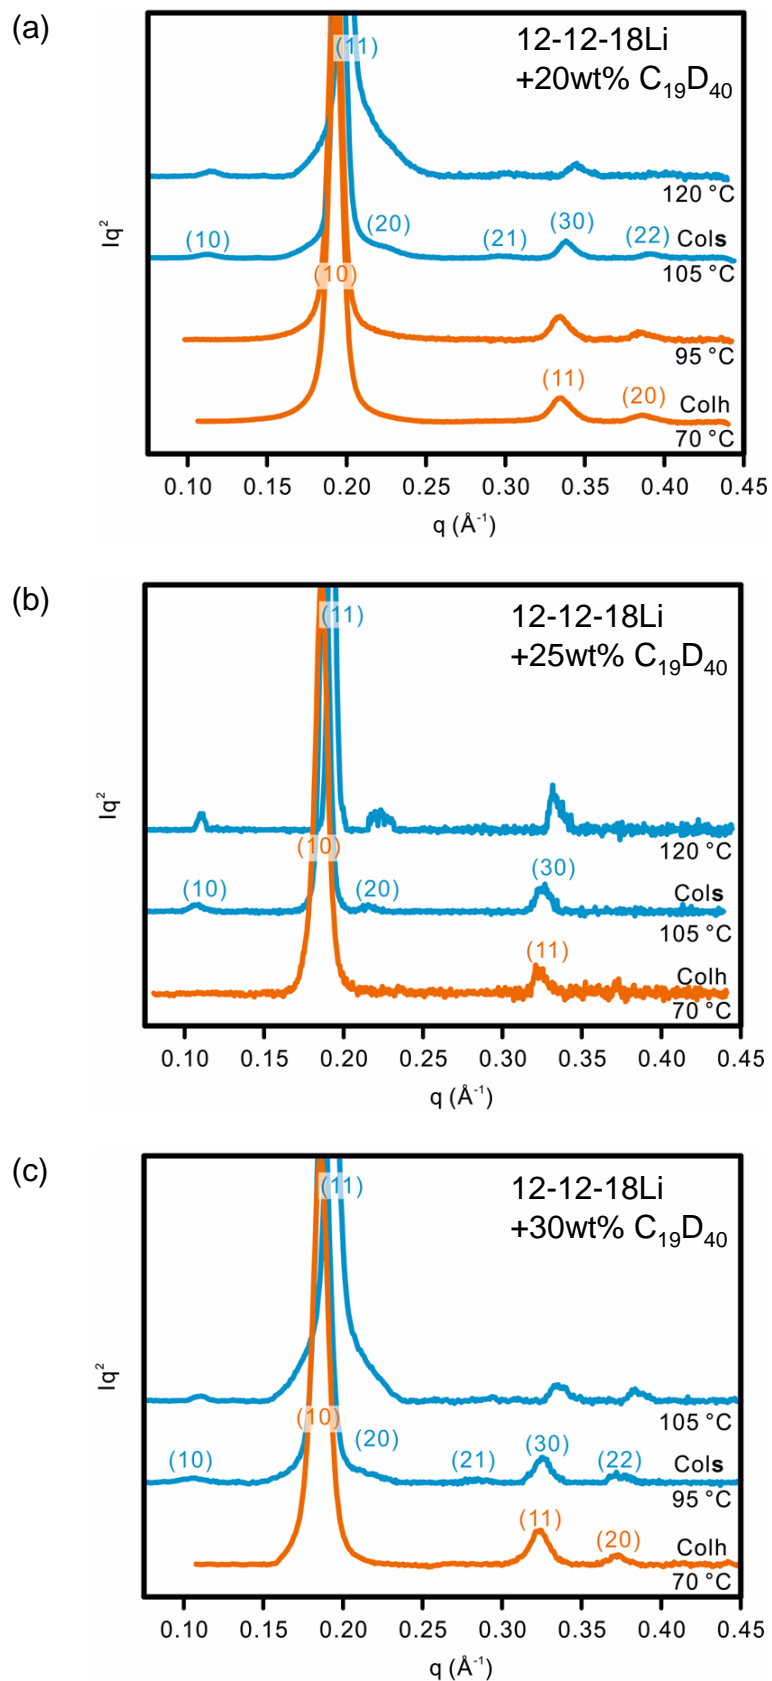 (a)
12-12-18Li
+20wt% C₁₉D₄₀
(11)
120 °C
(10)
(20)
(21)
(30)
(22)
Cols
105 °C
(10)
95 °C
(11)
(20)
Colh
70 °C
Iq²
0.10 0.15 0.20 0.25 0.30 0.35 0.40 0.45
q (Å⁻¹)
(b)
12-12-18Li
+25wt% C₁₉D₄₀
(11)
120 °C
(10)
(10)
(20)
(30)
Cols
105 °C
(11)
Colh
70 °C
Iq²
0.10 0.15 0.20 0.25 0.30 0.35 0.40 0.45
q (Å⁻¹)
(c)
12-12-18Li
+30wt% C₁₉D₄₀
(11)
105 °C
(10)
(10)
(20)
(21)
(30)
(22)
Cols
95 °C
(11)
(20)
Colh
70 °C
Iq²
0.10 0.15 0.20 0.25 0.30 0.35 0.40 0.45
q (Å⁻¹)